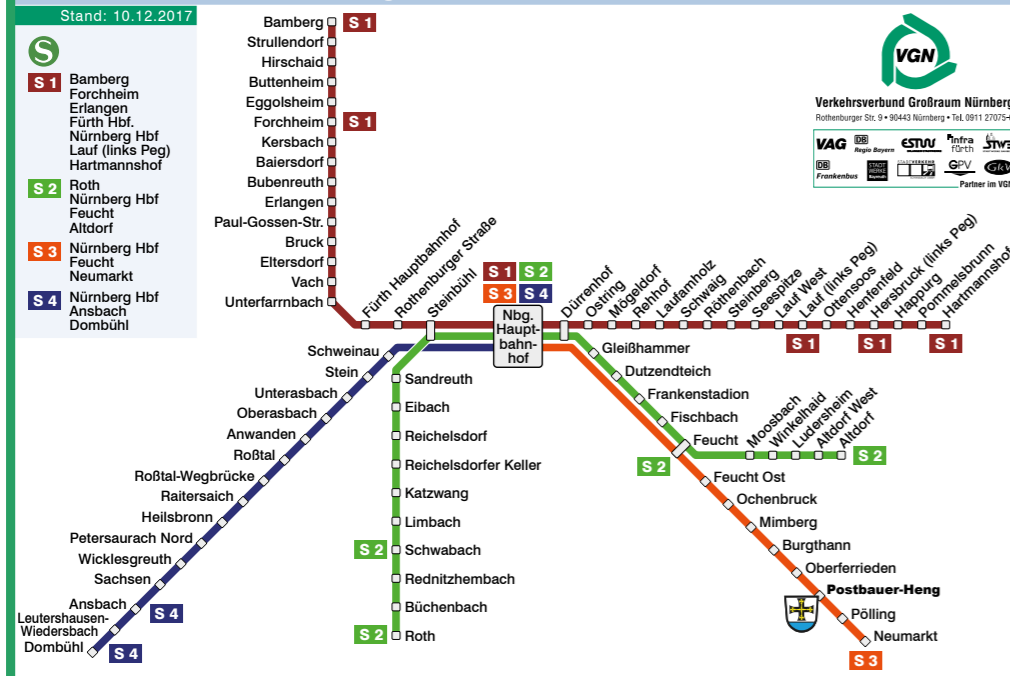 Stand: 10.12.2017
S
S 1 Bamberg
Forchheim
Erlangen
Fürth Hbf.
Nürnberg Hbf
Lauf (links Peg)
Hartmannshof
S 2 Roth
Nürnberg Hbf
Feucht
Altdorf
S 3 Nürnberg Hbf
Feucht
Neumarkt
S 4 Nürnberg Hbf
Ansbach
Dombühl
Bamberg S 1
Strullendorf
Hirschaid
Buttenheim
Eggolsheim
Forchheim S 1
Kersbach
Baiersdorf
Bubenreuth
Erlangen
Paul-Gossen-Str.
Bruck
Eltersdorf
Vach
Unterfarrnbach
Fürth Hauptbahnhof
Rothenburger Straße
Steinbühl
S 1 S 2
S 3 S 4
Nbg.
Haupt-
bahn-
hof
Dürrenhof
Ostring
Mögeldorf
Rehhof
Laufamholz
Schwaig
Röthenbach
Steinberg
Seespitze
Lauf West
Lauf (links Peg)
Ottensoos
Henfenfeld
Hersbruck (links Peg)
Happurg
Pommelsbrunn
Hartmannshof
S 1
S 1
S 1
VGN
Verkehrsverbund Großraum Nürnberg
Rothenburger Str. 9 • 90443 Nürnberg • Tel. 0911 27075-
VAG
DB
Regio Bayern
ESTW
infra
fürth
DB
Frankenbus
STADT
WERKE
Bayreuth
GPV
Partner im VGN
Schweinau
Stein
Unterasbach
Oberasbach
Anwanden
Roßtal
Roßtal-Wegbrücke
Raitersaich
Heilsbronn
Petersaurach Nord
Wicklesgreuth
Sachsen
Ansbach
S 4
Leutershausen-
Wiedersbach
Dombühl
S 4
Sandreuth
Eibach
Reichelsdorf
Reichelsdorfer Keller
Katzwang
Limbach
S 2 Schwabach
Rednitzhembach
Büchenbach
S 2 Roth
Gleißhammer
Dutzendteich
Frankenstadion
Fischbach
Feucht
S 2
Moosbach
Winkelhaid
Ludersheim
Altdorf West
Altdorf
S 2
Feucht Ost
Ochenbruck
Mimberg
Burgthann
Oberferrieden
Postbauer-Heng
Pölling
Neumarkt
S 3